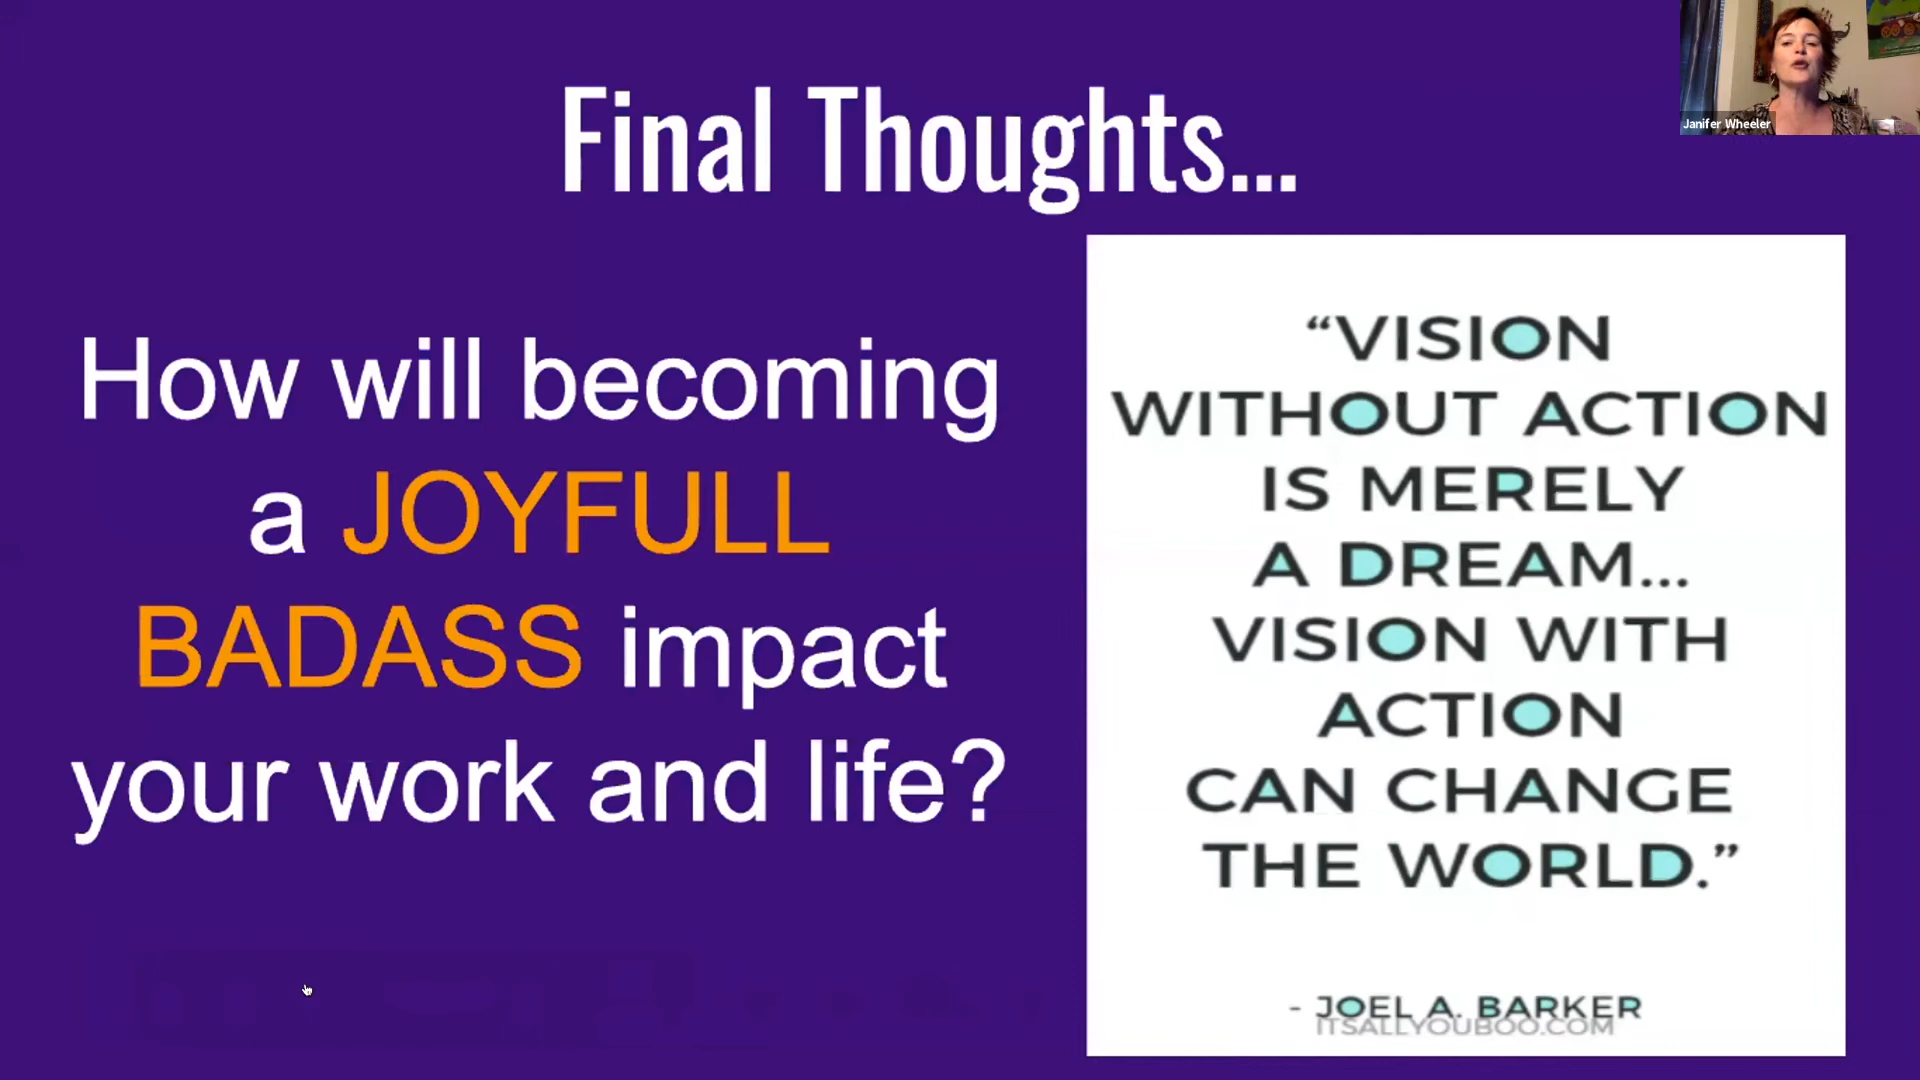 Final Thoughts...
Janifer Wheeler
How will becoming
a JOYFULL
BADASS impact
your work and life?
“VISION
WITHOUT ACTION
IS MERELY
A DREAM...
VISION WITH
ACTION
CAN CHANGE
THE WORLD.”
- JOEL A. BARKER
ITSALLYOUBOO.COM